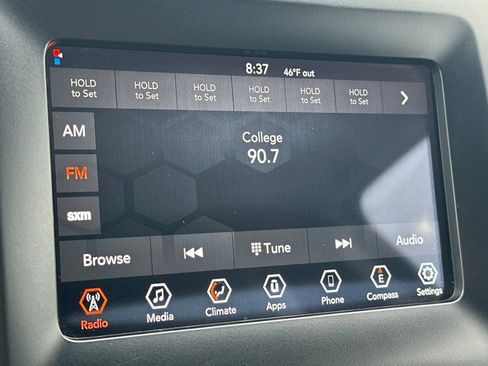 8:37 46°F out
HOLD to Set HOLD to Set HOLD to Set HOLD to Set HOLD to Set HOLD to Set
AM
College
90.7
FM
sxm
Browse Tune Audio
Radio Media Climate Apps Phone E Compass Settings